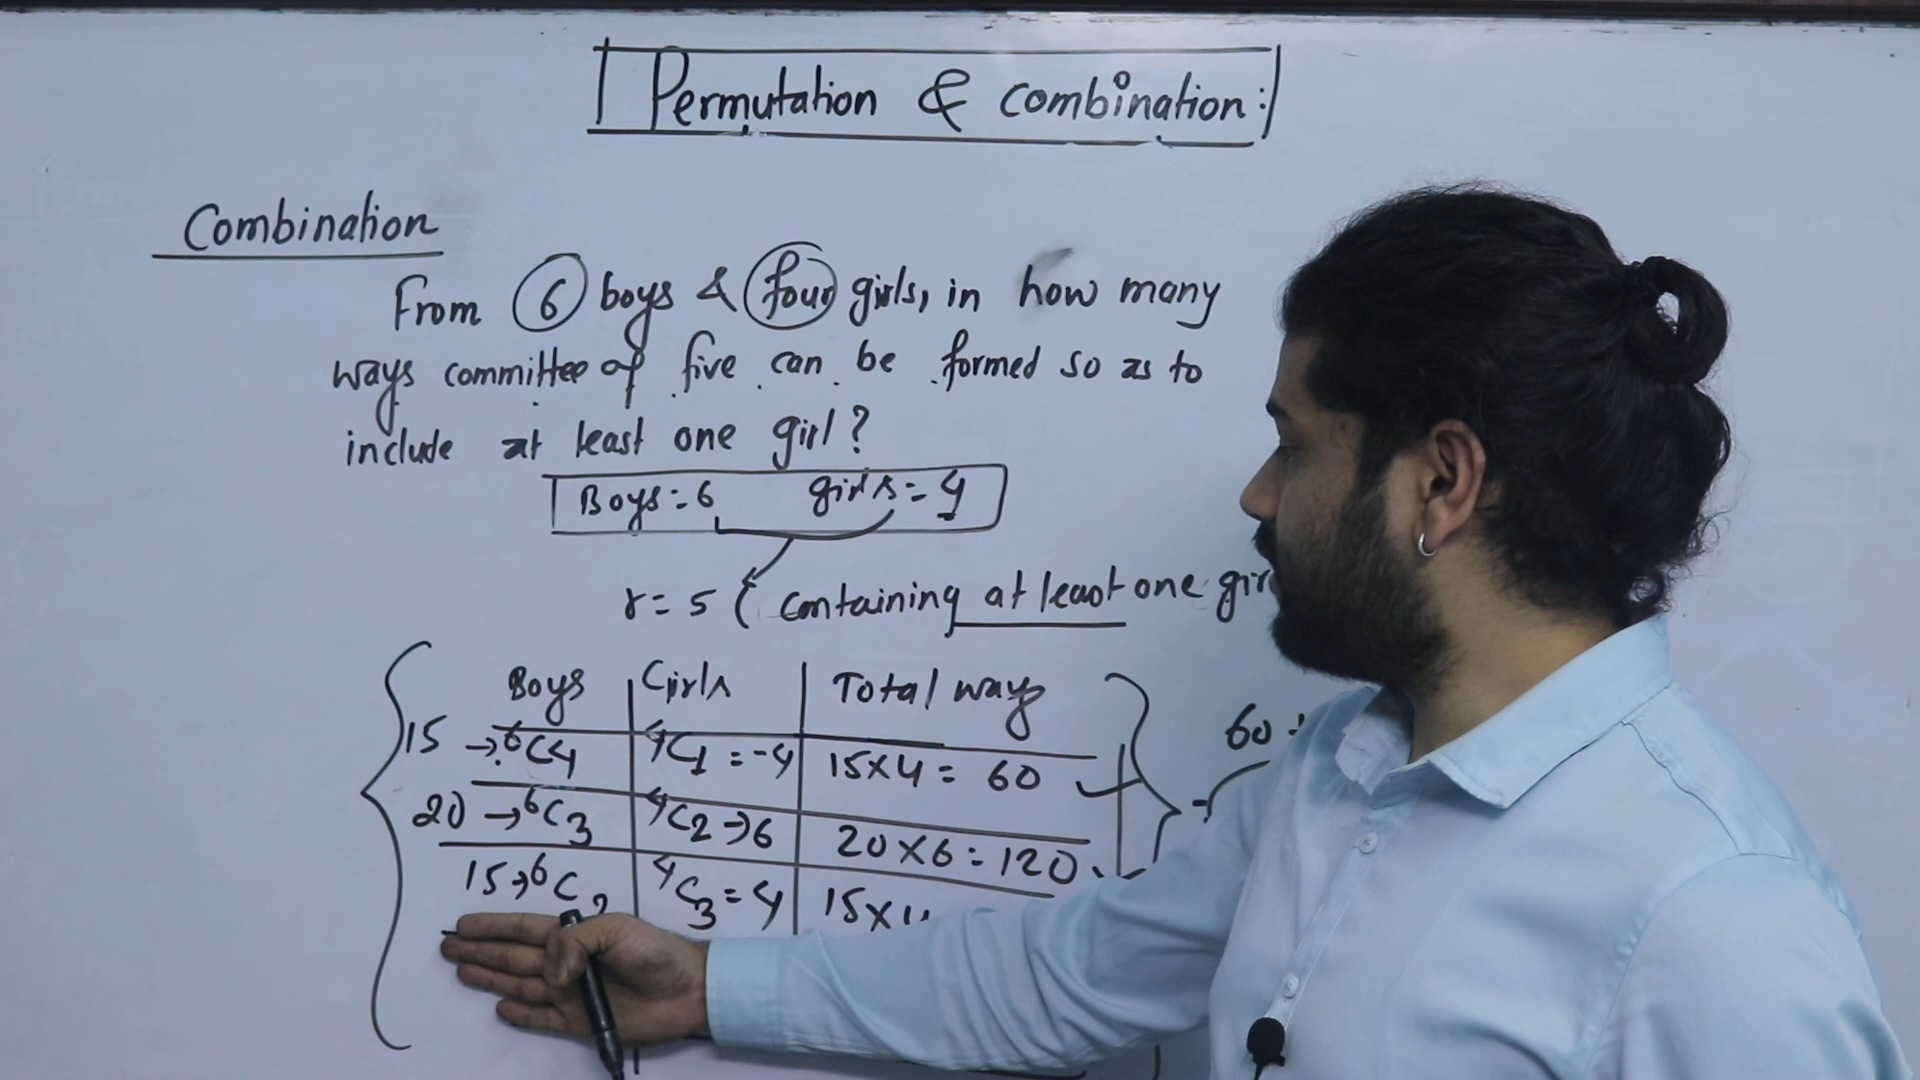 Permutation & combination:
Combination
From 6 boys & four girls, in how many
ways committee of five can be formed so as to
include at least one girl?
Boys = 6 girls = 4
r = 5 ( containing at least one
Boys Girls Total ways
15 → ⁶C₄ ⁴C₁ = -4 15×4 = 60
20 → ⁶C₃ ⁴C₂ → 6 20×6 = 120
15 → ⁶C₂ ⁴C₃ = 4 15×
60